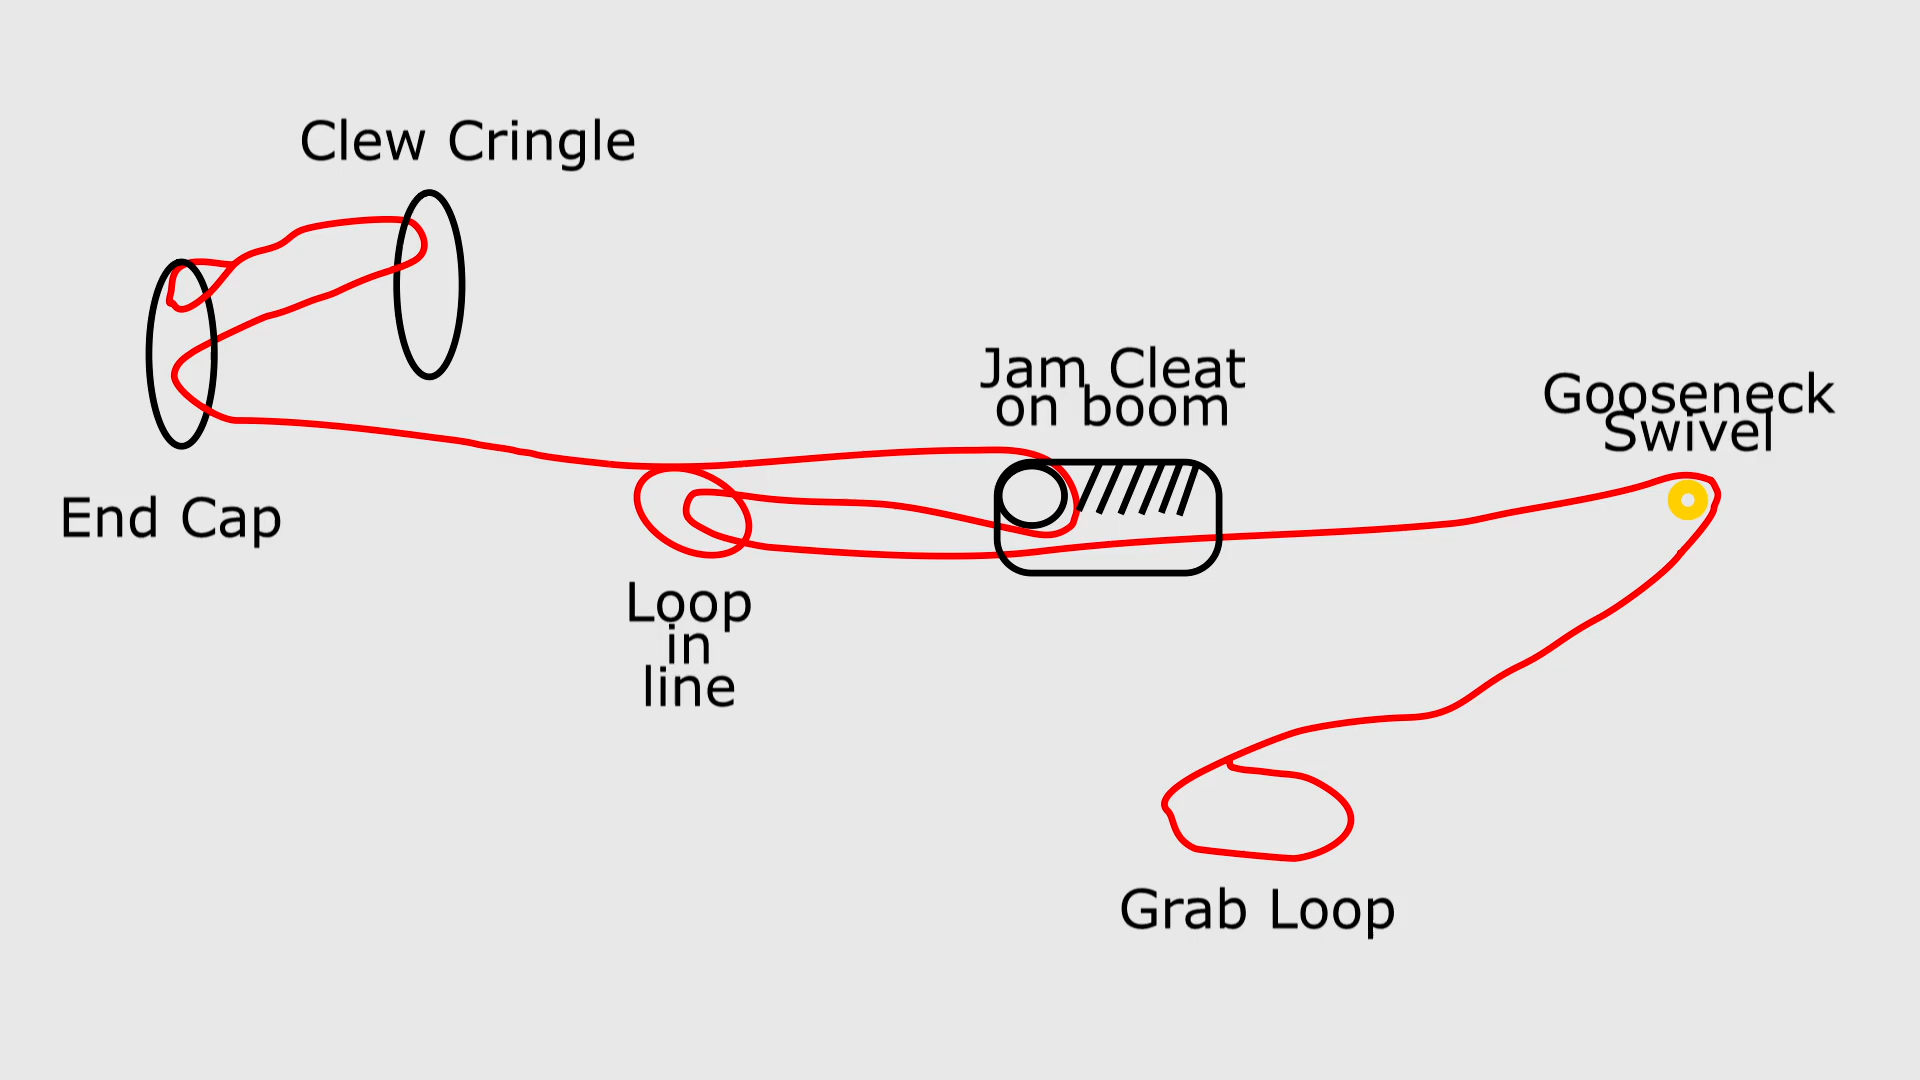 Clew Cringle
End Cap
Loop
in
line
Jam Cleat
on boom
Gooseneck
Swivel
Grab Loop